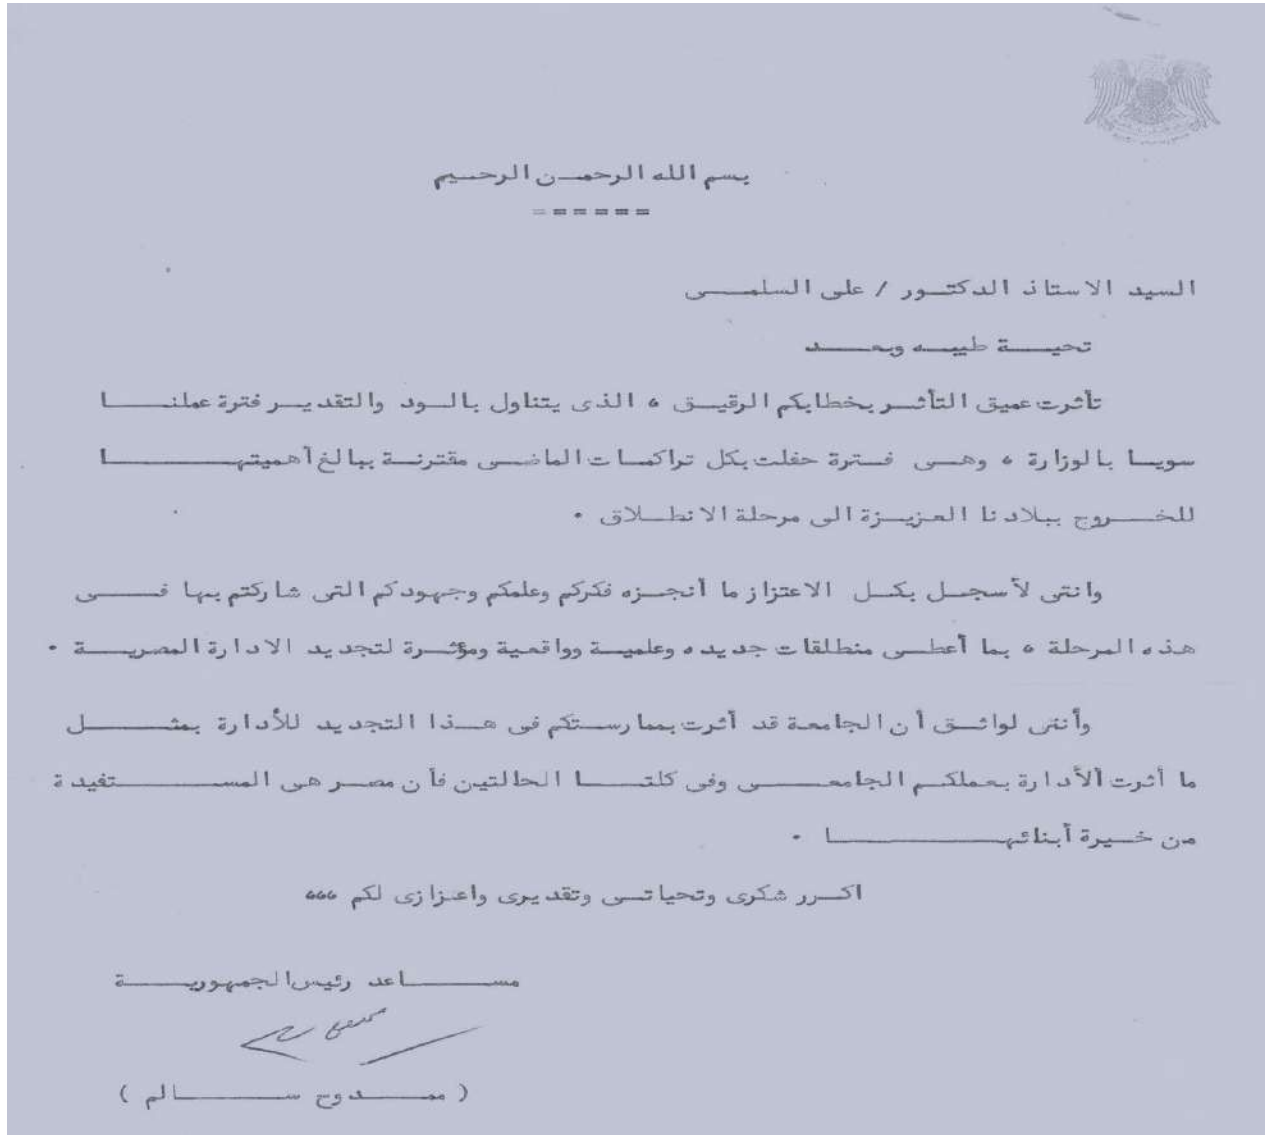 بسم الله الرحمن الرحيم
======
السيد الاستاذ الدكتور / على السلمى
تحية طيبه وبعد
تأثرت عميق التأثر بخطابكم الرقيق ، الذى يتناول بالود والتقدير فترة عملنا
سويا بالوزارة ، وهى فترة حفلت بكل تراكمات الماضى مقترنة ببالغ أهميتها
للخروج ببلادنا العزيزة الى مرحلة الانطلاق .
وانتى لأسجل بكل الاعتزاز ما أنجزه فكركم وعلمكم وجهودكم التى شاركتم بها فى
هذه المرحلة ، بما أعطى منطلقات جديده وعلمية وواقعية ومؤثرة لتجديد الادارة المصرية .
وأنتى لواثق أن الجامعة قد أثرت بممارستكم فى هذا التجديد للأدارة بمثل
ما أثرت الأدارة بعملكم الجامعى وفى كلتا الحالتين فأن مصر هى المستفيدة
من خيرة أبنائها .
اكرر شكرى وتحياتى وتقديرى واعزازى لكم ،،،
مساعد رئيس الجمهورية
( ممدوح سالم )